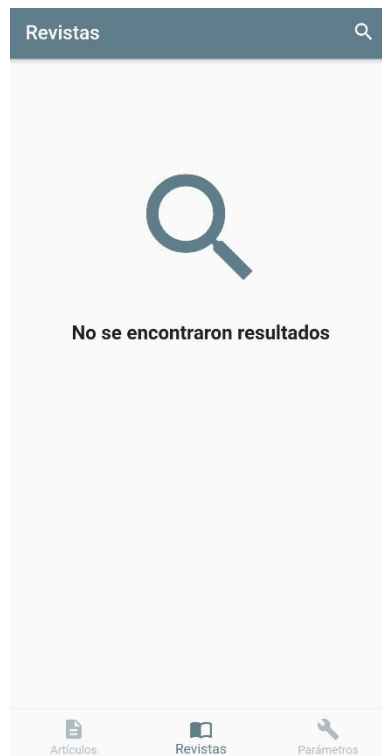 Revistas
No se encontraron resultados
Artículos
Revistas
Parámetros